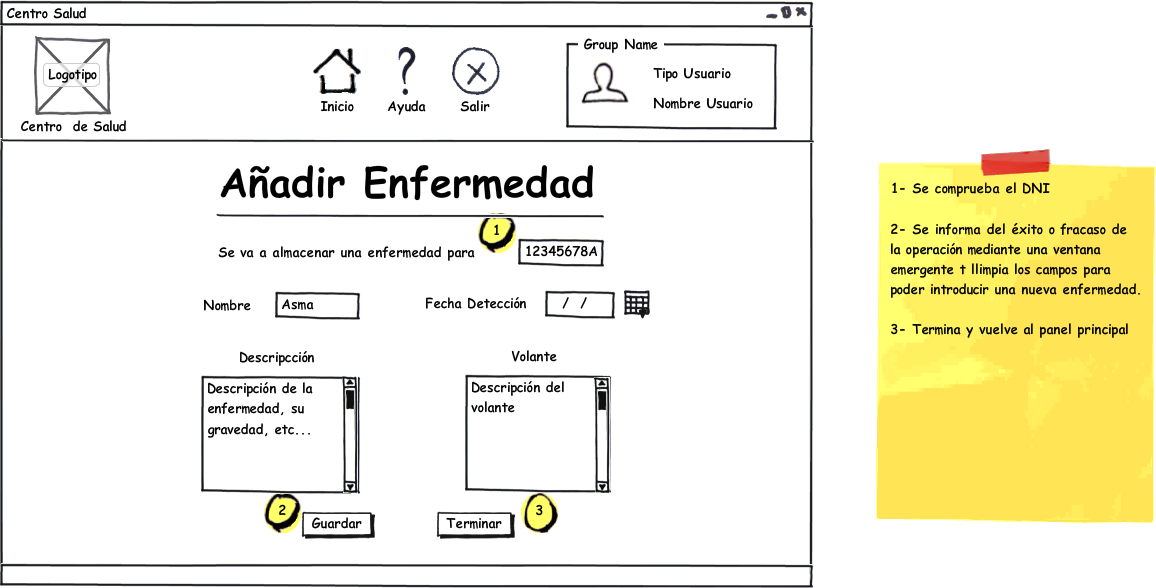 Centro Salud
Logotipo
Centro de Salud
Inicio
Ayuda
Salir
Group Name
Tipo Usuario
Nombre Usuario
Añadir Enfermedad
1
Se va a almacenar una enfermedad para
12345678A
Nombre
Asma
Fecha Detección
/ /
Descripcción
Volante
Descripción de la
enfermedad, su
gravedad, etc...
Descripción del
volante
2
Guardar
Terminar
3
1- Se comprueba el DNI
2- Se informa del éxito o fracaso de
la operación mediante una ventana
emergente t llimpia los campos para
poder introducir una nueva enfermedad.
3- Termina y vuelve al panel principal